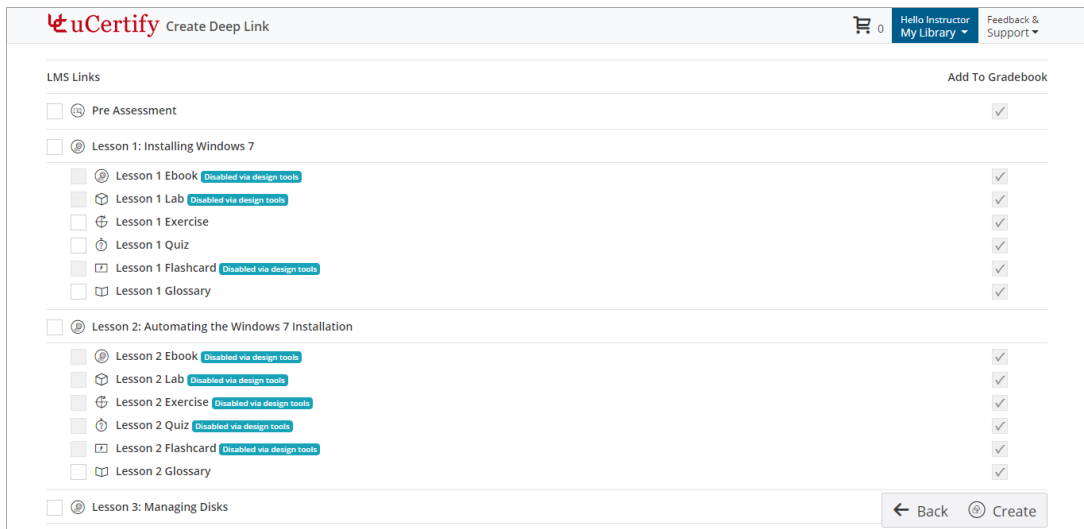 uCertify Create Deep Link
0
Hello Instructor
My Library
Feedback &
Support
LMS Links Add To Gradebook
Pre Assessment
Lesson 1: Installing Windows 7
Lesson 1 Ebook Disabled via design tools
Lesson 1 Lab Disabled via design tools
Lesson 1 Exercise
Lesson 1 Quiz
Lesson 1 Flashcard Disabled via design tools
Lesson 1 Glossary
Lesson 2: Automating the Windows 7 Installation
Lesson 2 Ebook Disabled via design tools
Lesson 2 Lab Disabled via design tools
Lesson 2 Exercise Disabled via design tools
Lesson 2 Quiz Disabled via design tools
Lesson 2 Flashcard Disabled via design tools
Lesson 2 Glossary
Lesson 3: Managing Disks
Back Create